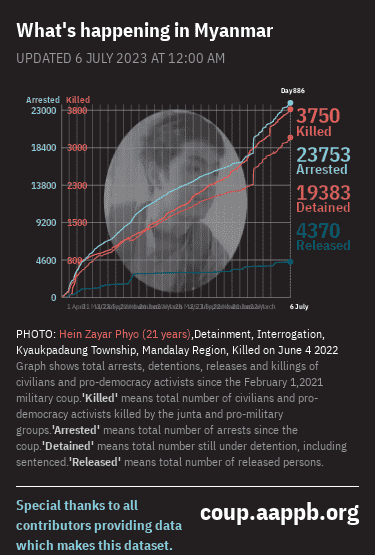 What's happening in Myanmar
UPDATED 6 JULY 2023 AT 12:00 AM
Day886
Arrested Killed
23000 3800
18400 3000
13800 2300
9200 1500
4600 800
0
3750
Killed
23753
Arrested
19383
Detained
4370
Released
6 July
PHOTO: Hein Zayar Phyo (21 years),Detainment, Interrogation,
Kyaukpadaung Township, Mandalay Region, Killed on June 4 2022
Graph shows total arrests, detentions, releases and killings of
civilians and pro-democracy activists since the February 1,2021
military coup.'Killed' means total number of civilians and pro-
democracy activists killed by the junta and pro-military
groups.'Arrested' means total number of arrests since the
coup.'Detained' means total number still under detention, including
sentenced.'Released' means total number of released persons.
Special thanks to all
contributors providing data
which makes this dataset.
coup.aappb.org